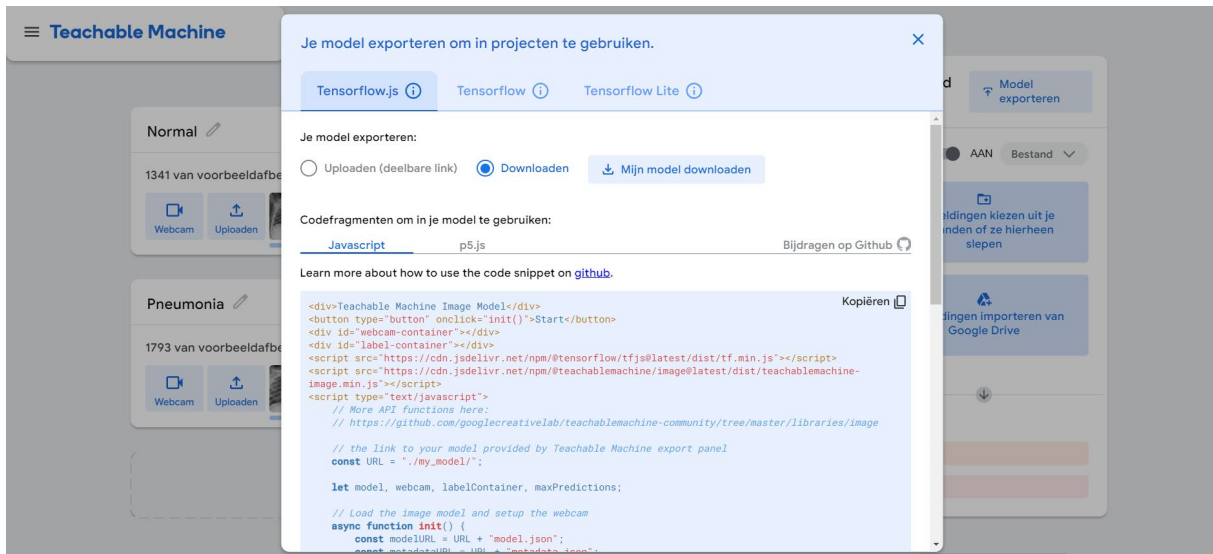 Teachable Machine
Je model exporteren om in projecten te gebruiken.
Tensorflow.js
Tensorflow
Tensorflow Lite
Je model exporteren:
Uploaden (deelbare link)
Downloaden
Mijn model downloaden
Codefragmenten om in je model te gebruiken:
Javascript
p5.js
Bijdragen op Github
Learn more about how to use the code snippet on github.
Kopiëren
<div>Teachable Machine Image Model</div>
<button type="button" onclick="init()">Start</button>
<div id="webcam-container"></div>
<div id="label-container"></div>
<script src="https://cdn.jsdelivr.net/npm/@tensorflow/tfjs@latest/dist/tf.min.js"></script>
<script src="https://cdn.jsdelivr.net/npm/@teachablemachine/image@latest/dist/teachablemachine-
image.min.js"></script>
<script type="text/javascript">
// More API functions here:
// https://github.com/googlecreativelab/teachablemachine-community/tree/master/libraries/image
// the link to your model provided by Teachable Machine export panel
const URL = "./my_model/";
let model, webcam, labelContainer, maxPredictions;
// Load the image model and setup the webcam
async function init() {
const modelURL = URL + "model.json";
const metadataURL = URL + "metadata.json";
Normal
1341 van voorbeeldafbe
Webcam
Uploaden
Pneumonia
1793 van voorbeeldafbe
Webcam
Uploaden
d
Model
exporteren
AAN
Bestand
ldingen kiezen uit je
nden of ze hierheen
slepen
dingen importeren van
Google Drive